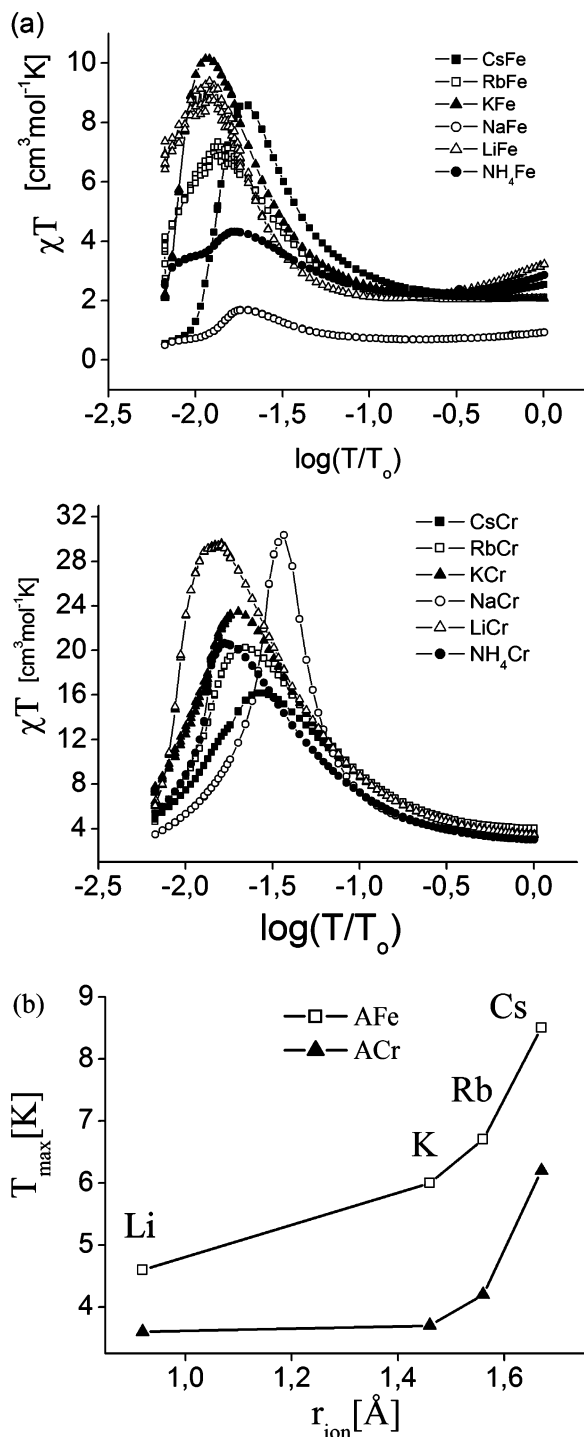 (a)
CsFe
RbFe
KFe
NaFe
LiFe
NH4Fe
χT [cm3mol-1K]
10
8
6
4
2
0
-2,5 -2,0 -1,5 -1,0 -0,5 0,0
log(T/To)
CsCr
RbCr
KCr
NaCr
LiCr
NH4Cr
χT [cm3mol-1K]
32
28
24
20
16
12
8
4
-2,5 -2,0 -1,5 -1,0 -0,5 0,0
log(T/To)
(b)
AFe
ACr
Cs
Rb
K
Li
Tmax[K]
9
8
7
6
5
4
1,0 1,2 1,4 1,6
rion[Å]